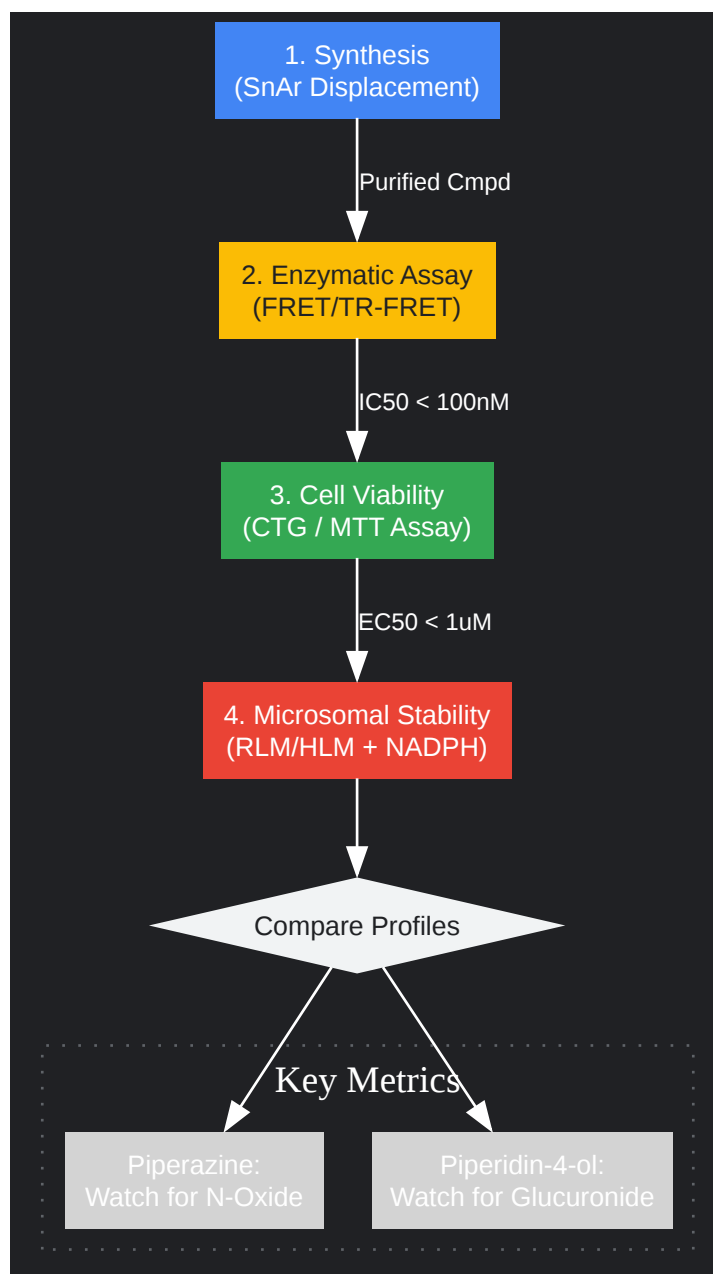 1. Synthesis
(SnAr Displacement)
Purified Cmpd
2. Enzymatic Assay
(FRET/TR-FRET)
IC50 < 100nM
3. Cell Viability
(CTG / MTT Assay)
EC50 < 1uM
4. Microsomal Stability
(RLM/HLM + NADPH)
Compare Profiles
Key Metrics
Piperazine:
Watch for N-Oxide
Piperidin-4-ol:
Watch for Glucuronide